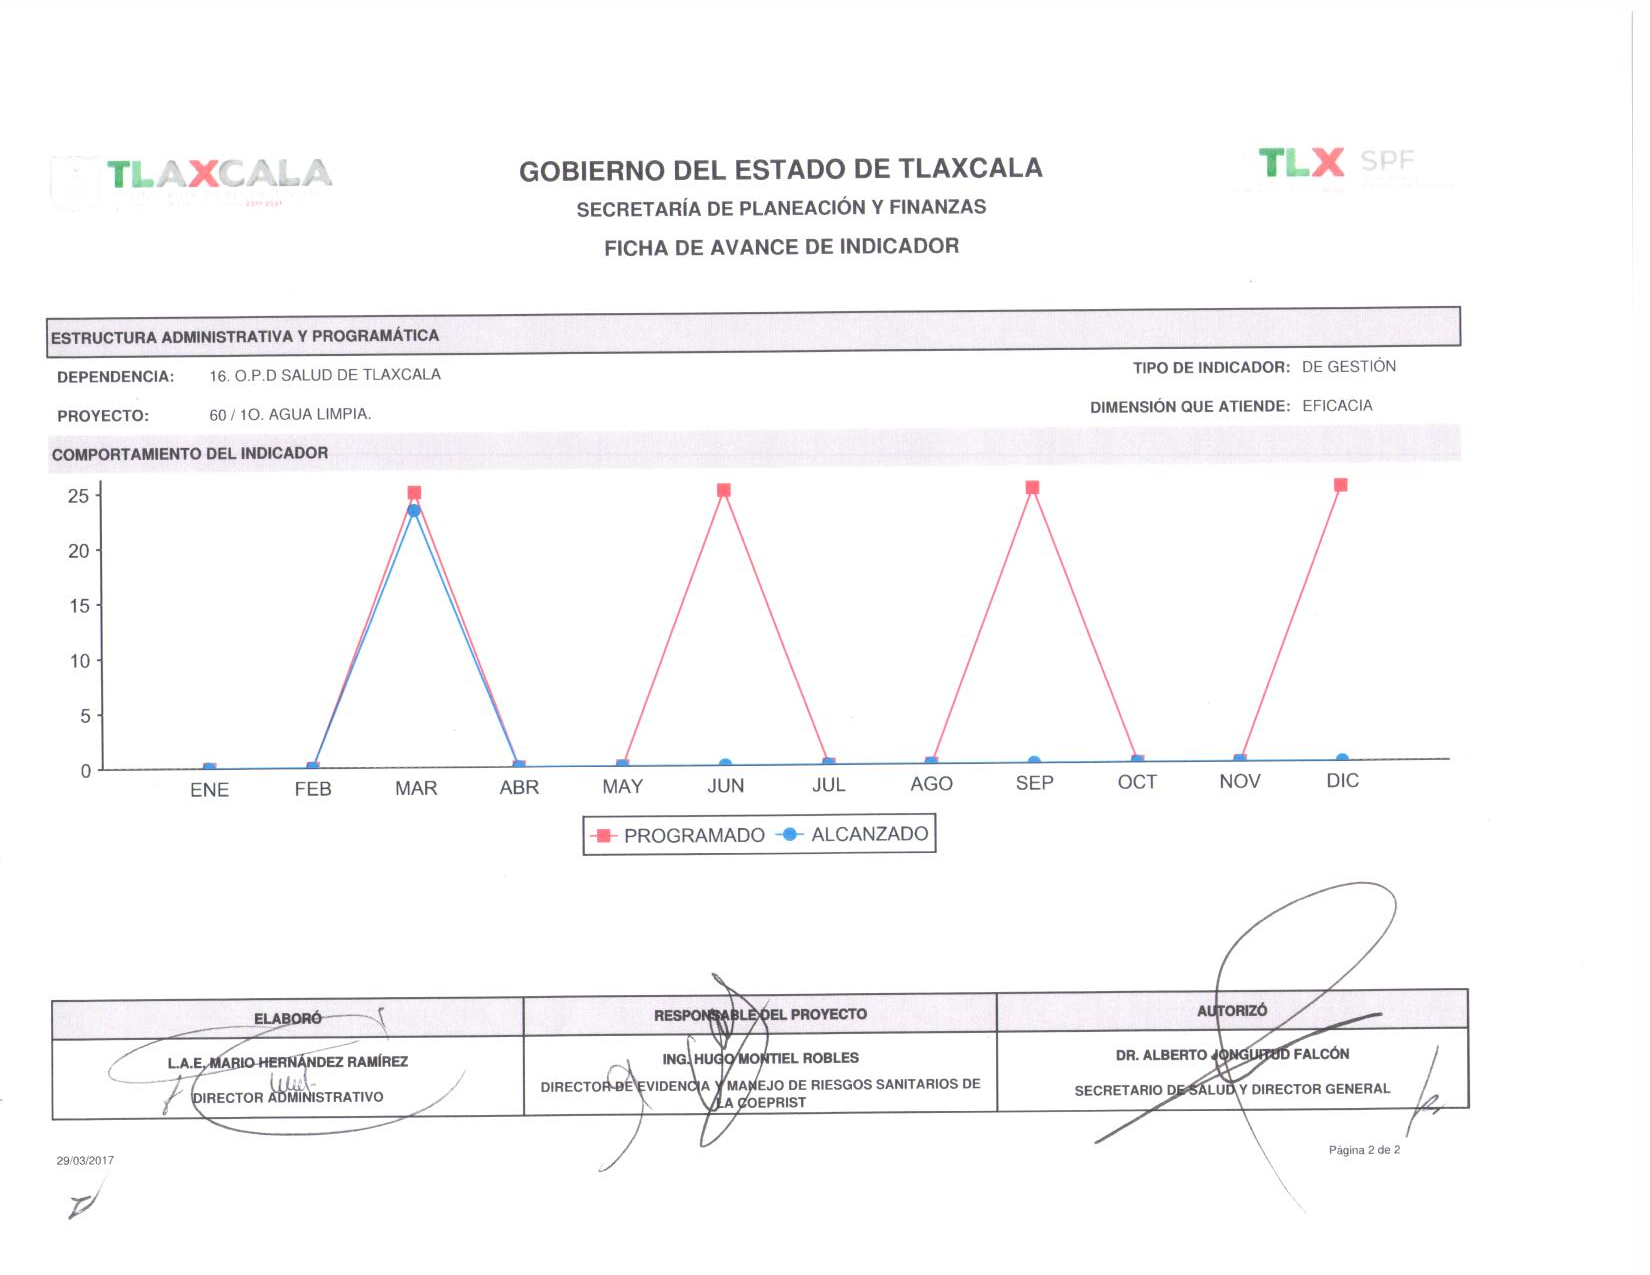 TLAXCALA
2017-2021
GOBIERNO DEL ESTADO DE TLAXCALA
SECRETARÍA DE PLANEACIÓN Y FINANZAS
FICHA DE AVANCE DE INDICADOR
TLX SPF
ESTRUCTURA ADMINISTRATIVA Y PROGRAMÁTICA
DEPENDENCIA: 16. O.P.D SALUD DE TLAXCALA
TIPO DE INDICADOR: DE GESTIÓN
PROYECTO: 60 / 1O. AGUA LIMPIA.
DIMENSIÓN QUE ATIENDE: EFICACIA
COMPORTAMIENTO DEL INDICADOR
25
20
15
10
5
0
ENE FEB MAR ABR MAY JUN JUL AGO SEP OCT NOV DIC
PROGRAMADO ALCANZADO
ELABORÓ
L.A.E. MARIO HERNÁNDEZ RAMÍREZ
DIRECTOR ADMINISTRATIVO
RESPONSABLE DEL PROYECTO
ING. HUGO MONTIEL ROBLES
DIRECTOR DE EVIDENCIA Y MANEJO DE RIESGOS SANITARIOS DE
LA COEPRIST
AUTORIZÓ
DR. ALBERTO JONGUITUD FALCÓN
SECRETARIO DE SALUD Y DIRECTOR GENERAL
29/03/2017
Página 2 de 2